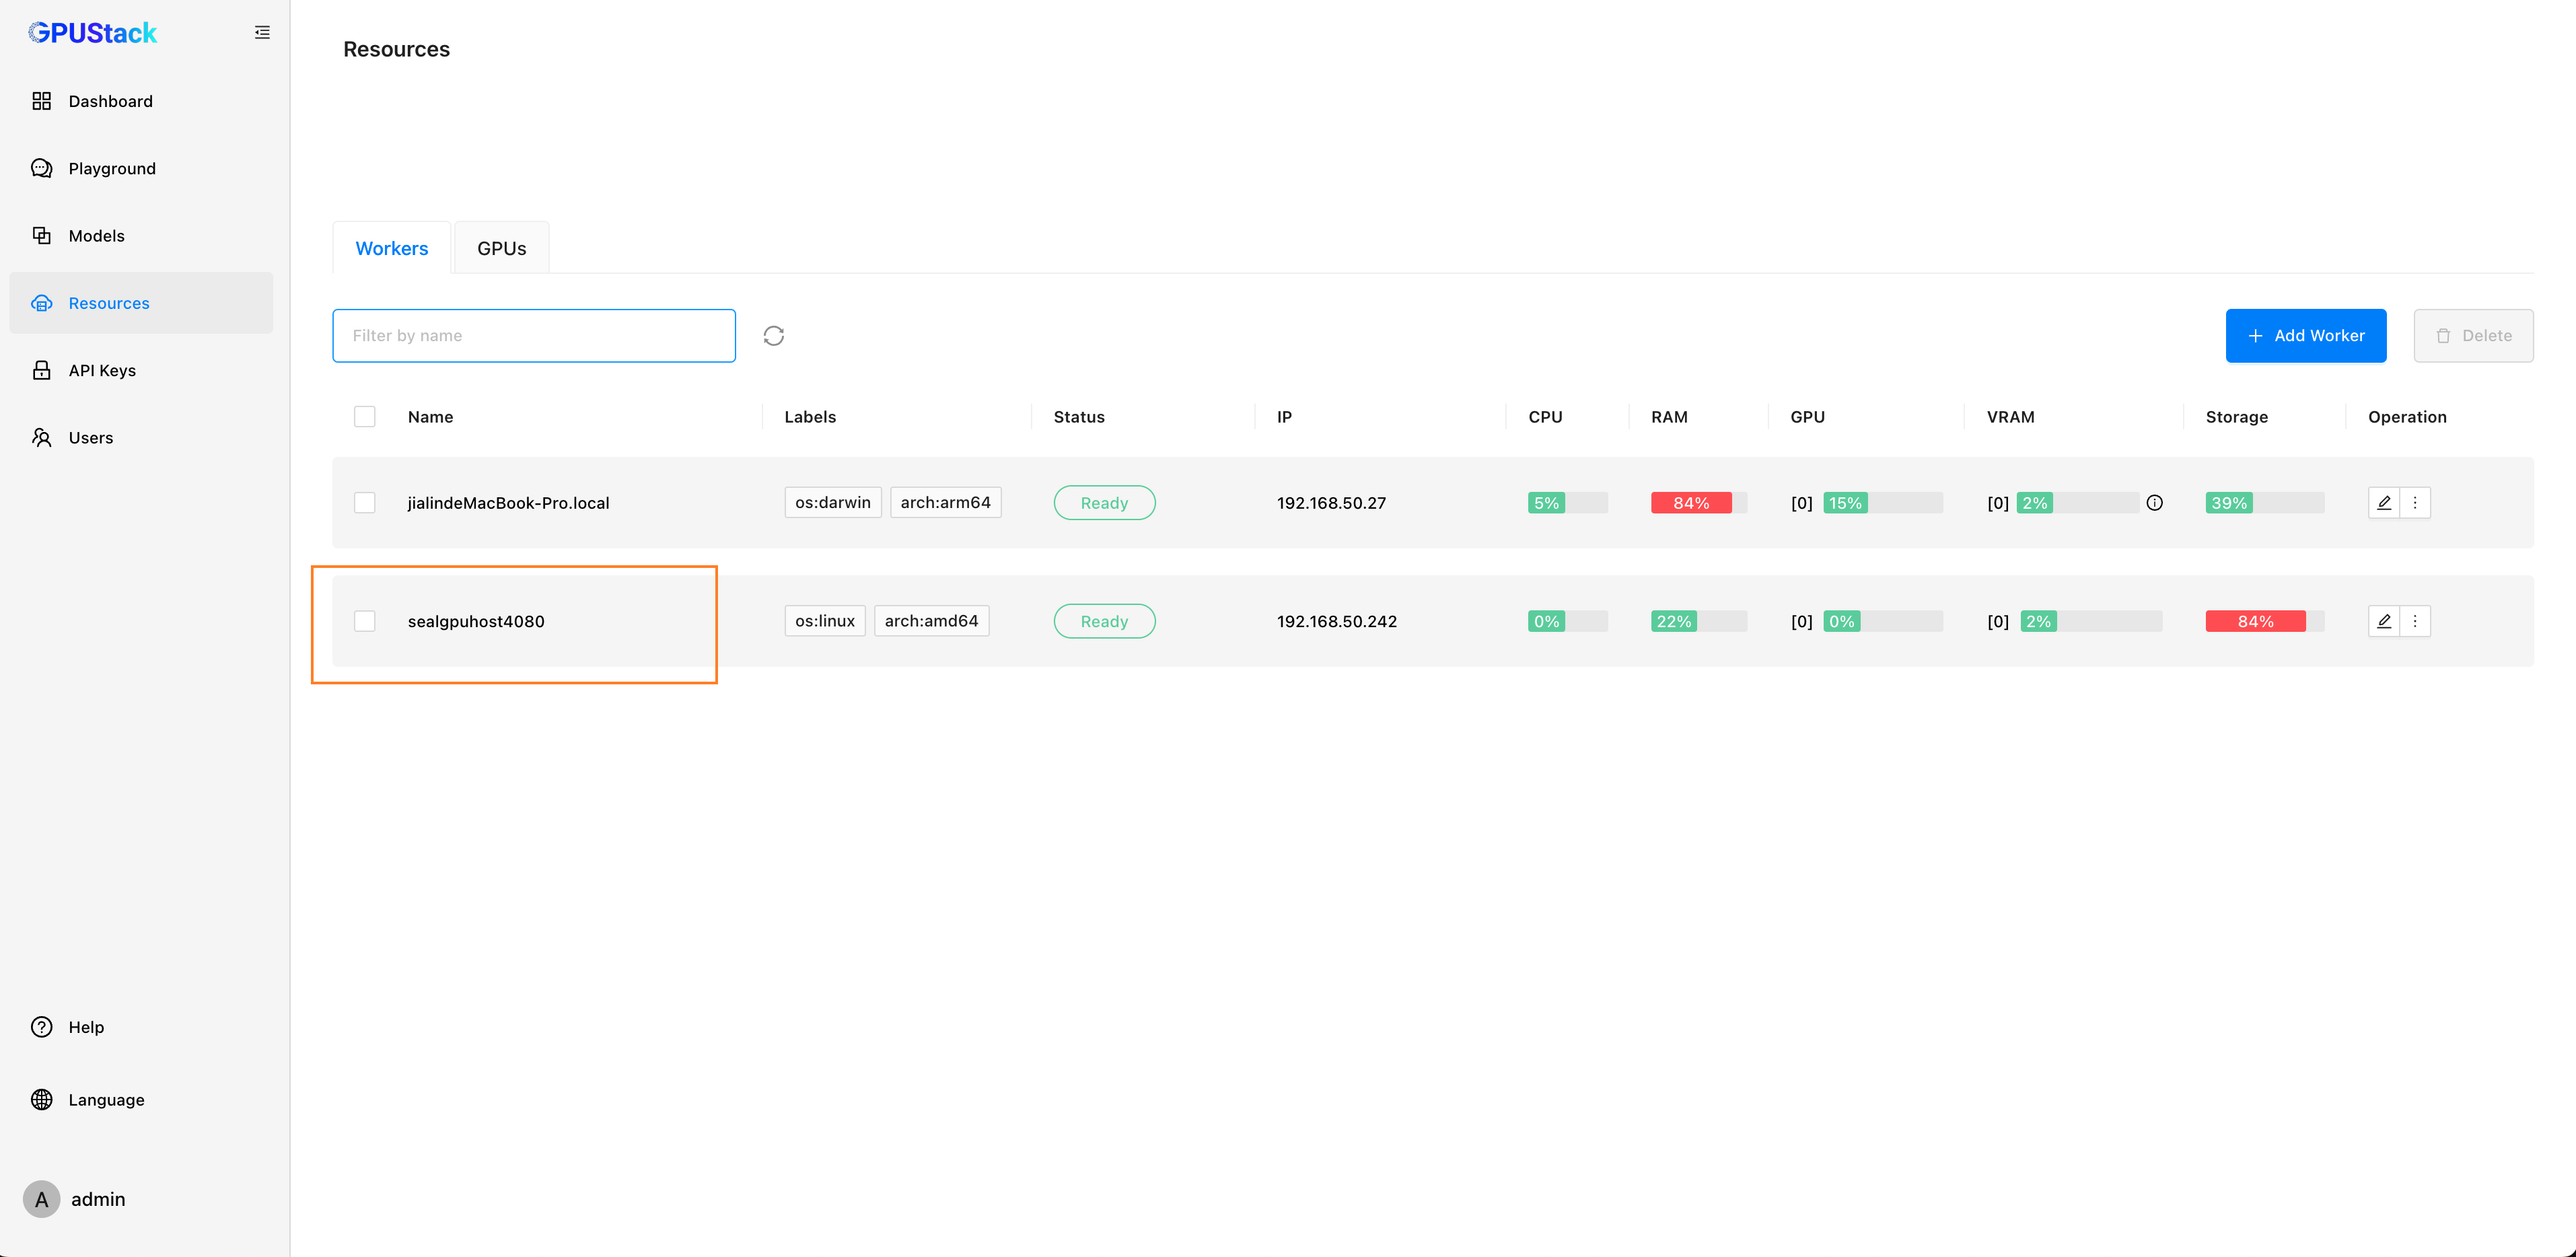 GPUStack
Resources
Dashboard
Playground
Models
Resources
API Keys
Users
Workers GPUs
Filter by name
Add Worker Delete
Name Labels Status IP CPU RAM GPU VRAM Storage Operation
jialindeMacBook-Pro.local os:darwin arch:arm64 Ready 192.168.50.27 5% 84% [0] 15% [0] 2% 39%
sealgpuhost4080 os:linux arch:amd64 Ready 192.168.50.242 0% 22% [0] 0% [0] 2% 84%
Help
Language
A admin